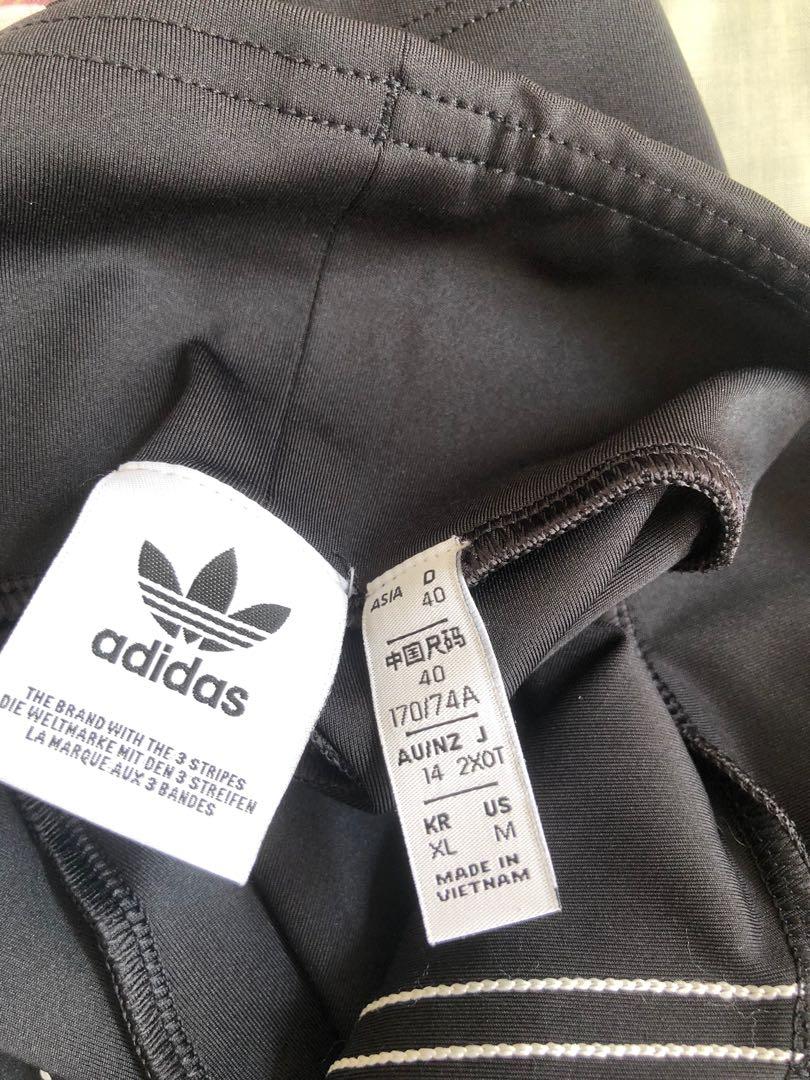 adidas
THE BRAND WITH THE 3 STRIPES
DIE WELTMARKE MIT DEN 3 STREIFEN
LA MARQUE AUX 3 BANDES
ASIA D
40
中国尺码
40
170/74A
AU/NZ J
14 2XOT
KR US
XL M
MADE IN
VIETNAM